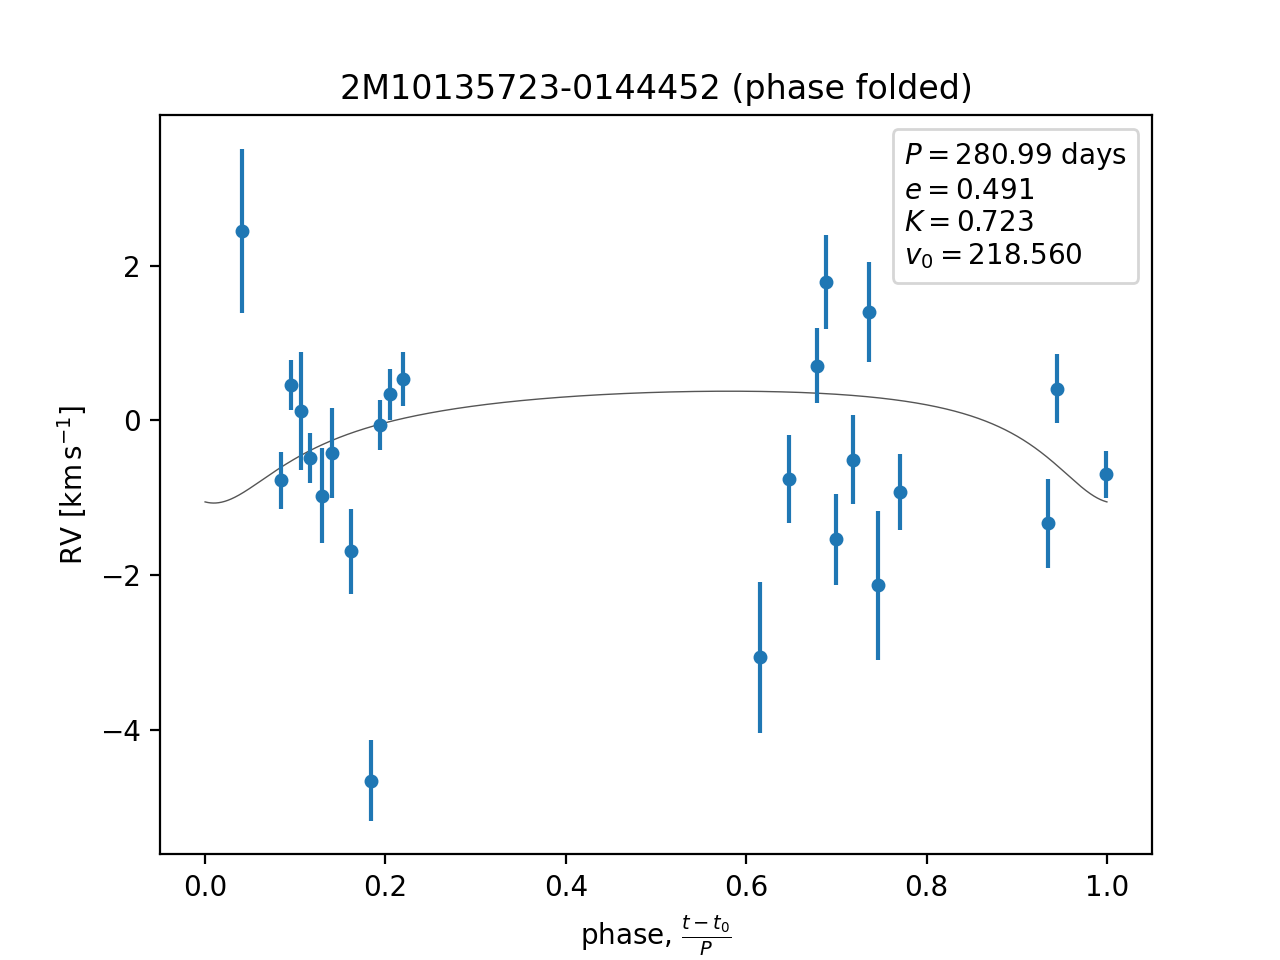 2M10135723-0144452 (phase folded)
P = 280.99 days
e = 0.491
K = 0.723
v₀ = 218.560
RV [km s⁻¹]
2
0
−2
−4
0.0 0.2 0.4 0.6 0.8 1.0
phase, (t − t₀)/P